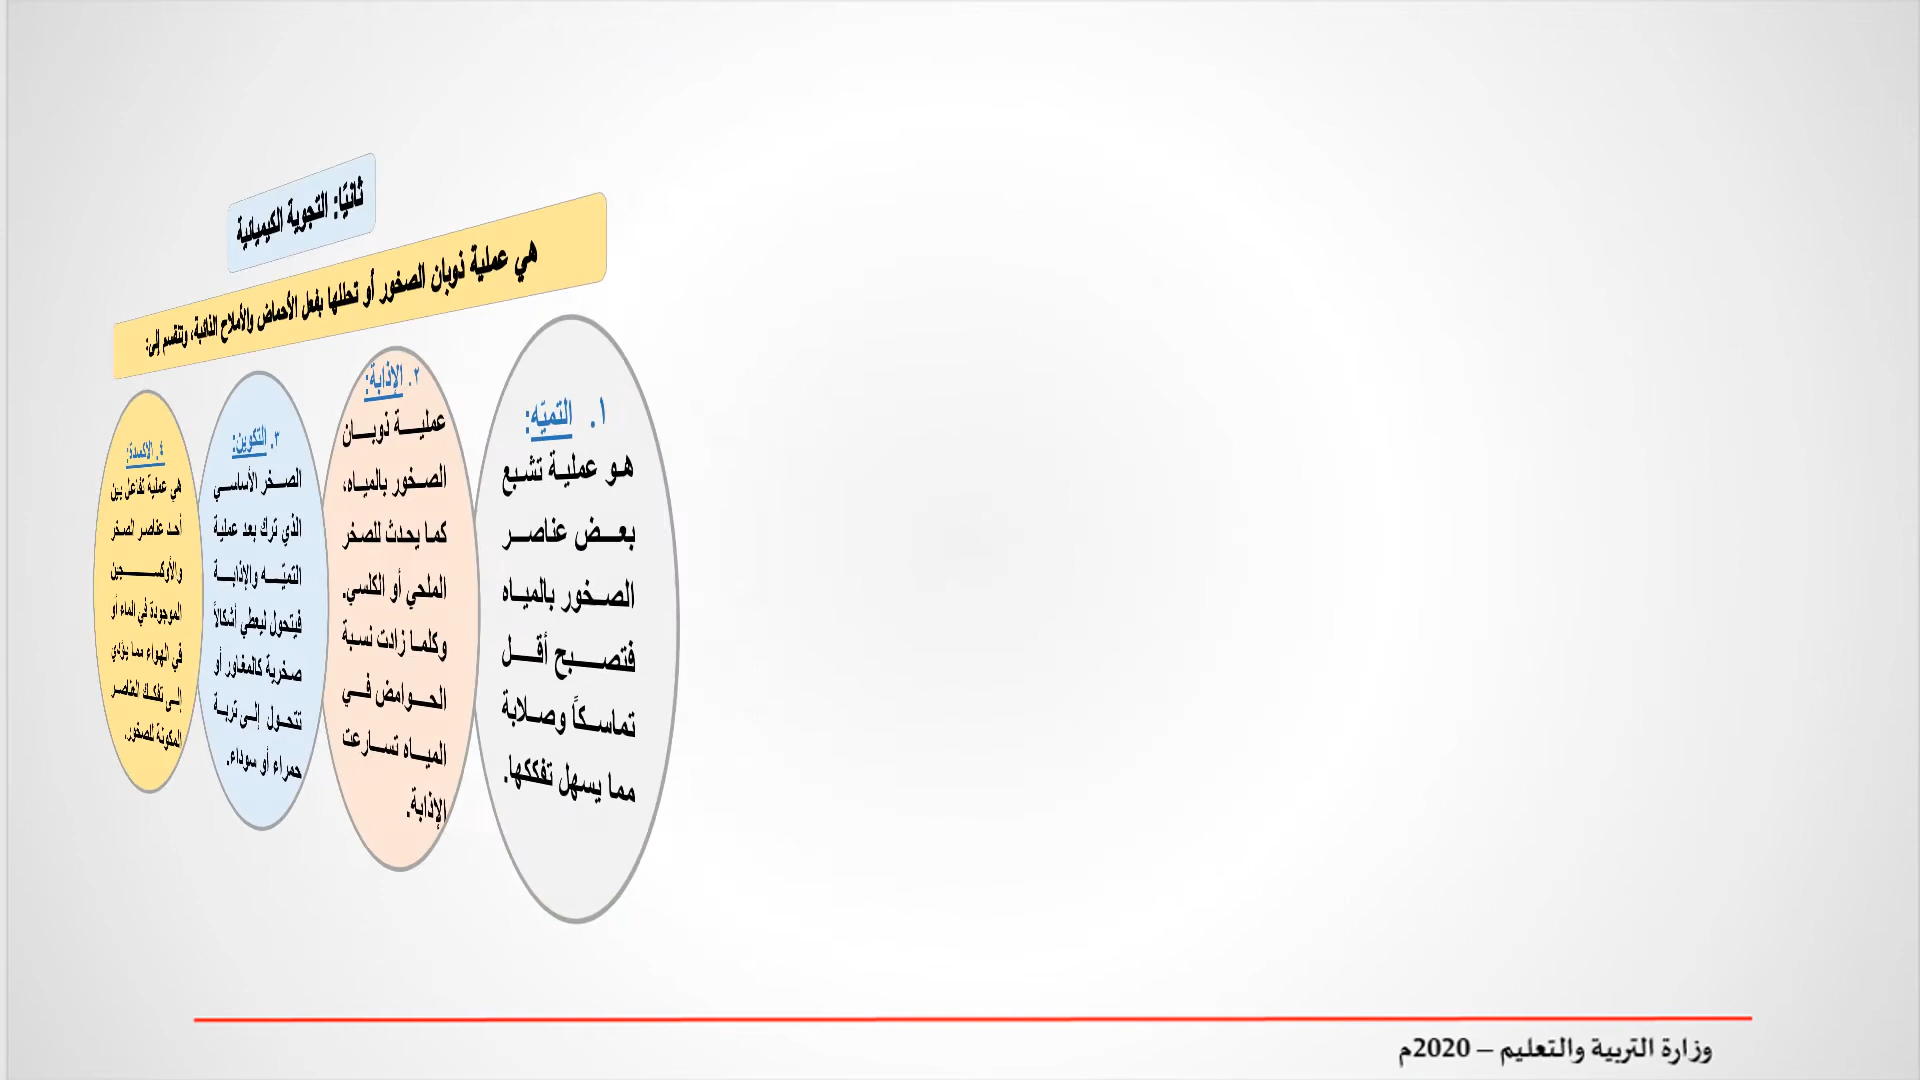 ثانيًا: التجوية الكيميائية
هي عملية ذوبان الصخور أو تحللها بفعل الأحماض والأملاح الذائبة، وتنقسم إلى:
١. التميّه:
هو عملية تشبع
بعض عناصر
الصخور بالمياه
فتصبح أقل
تماسكًا وصلابة
مما يسهل تفككها.
٢. الإذابة:
عملية ذوبان
الصخور بالمياه،
كما يحدث للصخر
الملحي أو الكلسي.
وكلما زادت نسبة
الحوامض في
المياه تسارعت
الإذابة.
٣. التكوين:
الصخر الأساسي
الذي ترك بعد عملية
التميّه والإذابة
فيتحول ليعطي أشكالاً
صخرية كالمغاور أو
تتحول إلى تربة
حمراء أو سوداء.
٤. الاكسدة:
هي عملية تفاعل بين
أحد عناصر الصخر
والأوكسجين
الموجودة في الماء أو
في الهواء مما يؤدي
إلى تفكك العناصر
المكونة للصخور.
وزارة التربية والتعليم – 2020م